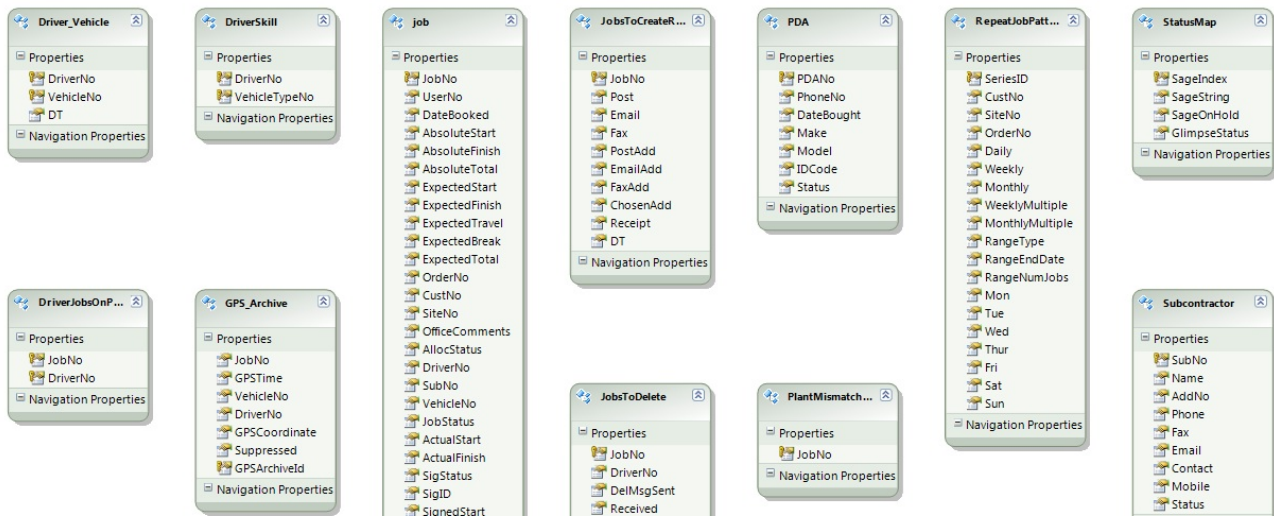 Driver_Vehicle
Properties
DriverNo
VehicleNo
DT
Navigation Properties
DriverSkill
Properties
DriverNo
VehicleTypeNo
Navigation Properties
job
Properties
JobNo
UserNo
DateBooked
AbsoluteStart
AbsoluteFinish
AbsoluteTotal
ExpectedStart
ExpectedFinish
ExpectedTravel
ExpectedBreak
ExpectedTotal
OrderNo
CustNo
SiteNo
OfficeComments
AllocStatus
DriverNo
SubNo
VehicleNo
JobStatus
ActualStart
ActualFinish
SigStatus
SigID
SignedStart
JobsToCreateR...
Properties
JobNo
Post
Email
Fax
PostAdd
EmailAdd
FaxAdd
ChosenAdd
Receipt
DT
Navigation Properties
PDA
Properties
PDANo
PhoneNo
DateBought
Make
Model
IDCode
Status
Navigation Properties
RepeatJobPatt...
Properties
SeriesID
CustNo
SiteNo
OrderNo
Daily
Weekly
Monthly
WeeklyMultiple
MonthlyMultiple
RangeType
RangeEndDate
RangeNumJobs
Mon
Tue
Wed
Thur
Fri
Sat
Sun
Navigation Properties
StatusMap
Properties
SageIndex
SageString
SageOnHold
GlimpseStatus
Navigation Properties
DriverJobsOnP...
Properties
JobNo
DriverNo
Navigation Properties
GPS_Archive
Properties
JobNo
GPSTime
VehicleNo
DriverNo
GPSCoordinate
Suppressed
GPSArchiveId
Navigation Properties
JobsToDelete
Properties
JobNo
DriverNo
DelMsgSent
Received
PlantMismatch...
Properties
JobNo
Navigation Properties
Subcontractor
Properties
SubNo
Name
AddNo
Phone
Fax
Email
Contact
Mobile
Status